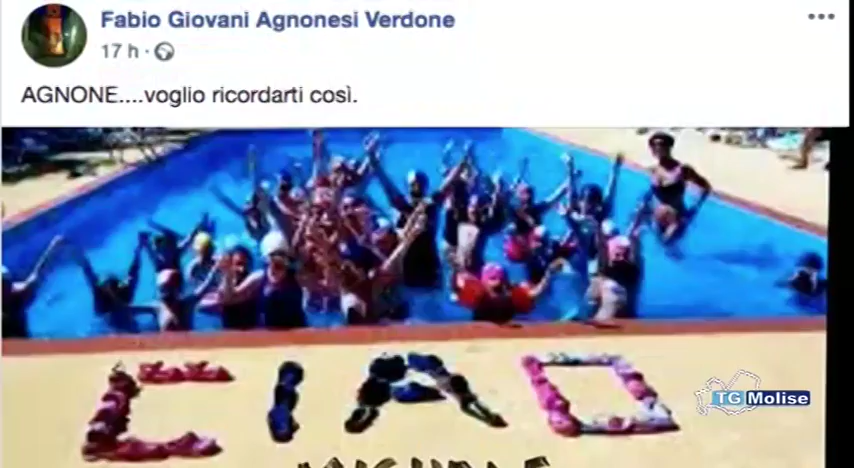 Fabio Giovani Agnonesi Verdone
17 h ·
AGNONE....voglio ricordarti così.
CIAO
TG Molise